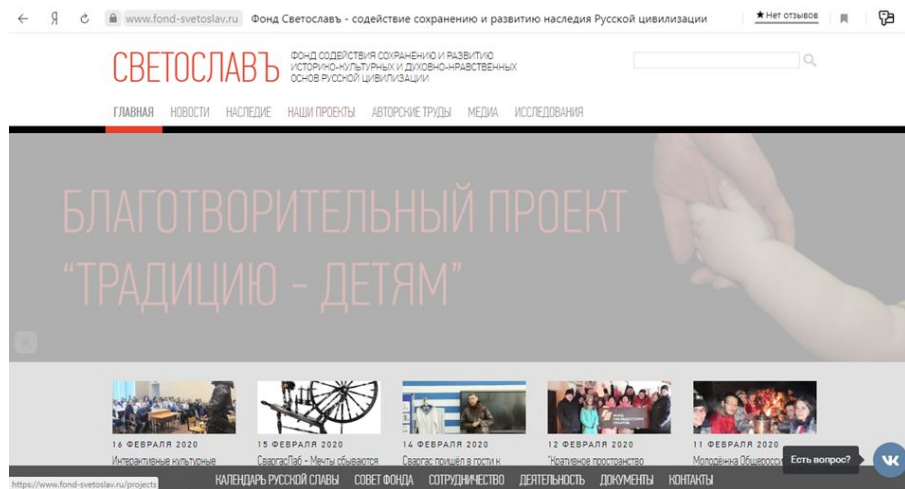 Я www.fond-svetoslav.ru Фонд Светославъ - содействие сохранению и развитию наследия Русской цивилизации ★ Нет отзывов
СВЕТОСЛАВЪ
ФОНД СОДЕЙСТВИЯ СОХРАНЕНИЮ И РАЗВИТИЮ
ИСТОРИКО-КУЛЬТУРНЫХ И ДУХОВНО-НРАВСТВЕННЫХ
ОСНОВ РУССКОЙ ЦИВИЛИЗАЦИИ
ГЛАВНАЯ НОВОСТИ НАСЛЕДИЕ НАШИ ПРОЕКТЫ АВТОРСКИЕ ТРУДЫ МЕДИА ИССЛЕДОВАНИЯ
БЛАГОТВОРИТЕЛЬНЫЙ ПРОЕКТ
“ТРАДИЦИЮ - ДЕТЯМ”
16 ФЕВРАЛЯ 2020 15 ФЕВРАЛЯ 2020 14 ФЕВРАЛЯ 2020 12 ФЕВРАЛЯ 2020 11 ФЕВРАЛЯ 2020
Интерактивные культурные СваргасЛаб - Мечты сбываются Сваргас пришёл в гости к "Креативное пространство Молодёжка Общеросси
Есть вопрос?
https://www.fond-svetoslav.ru/projects КАЛЕНДАРЬ РУССКОЙ СЛАВЫ СОВЕТ ФОНДА СОТРУДНИЧЕСТВО ДЕЯТЕЛЬНОСТЬ ДОКУМЕНТЫ КОНТАКТЫ